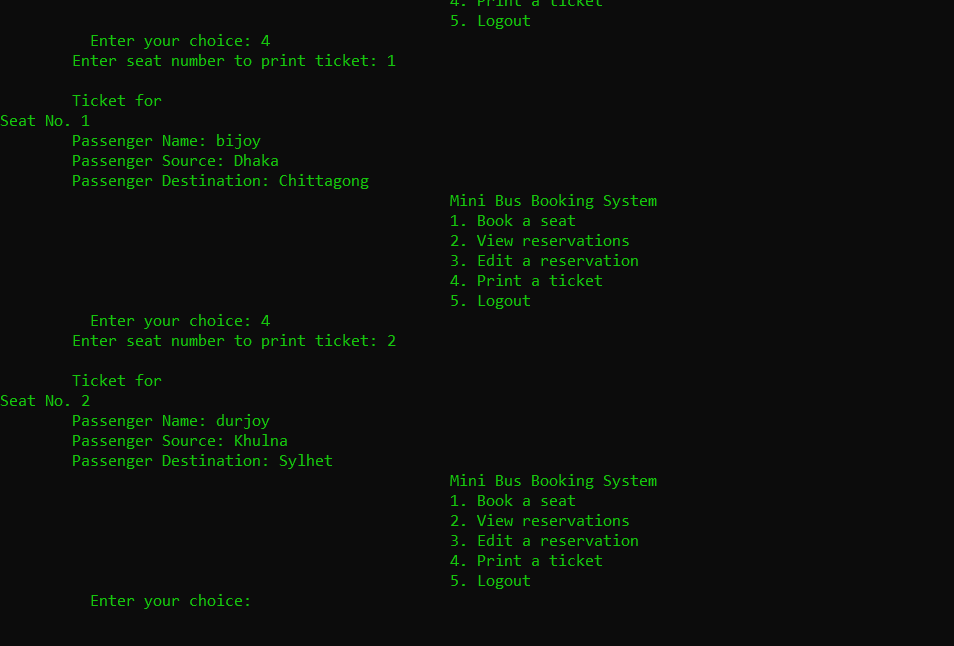 4. Print a ticket
5. Logout
Enter your choice: 4
Enter seat number to print ticket: 1
Ticket for
Seat No. 1
Passenger Name: bijoy
Passenger Source: Dhaka
Passenger Destination: Chittagong
Mini Bus Booking System
1. Book a seat
2. View reservations
3. Edit a reservation
4. Print a ticket
5. Logout
Enter your choice: 4
Enter seat number to print ticket: 2
Ticket for
Seat No. 2
Passenger Name: durjoy
Passenger Source: Khulna
Passenger Destination: Sylhet
Mini Bus Booking System
1. Book a seat
2. View reservations
3. Edit a reservation
4. Print a ticket
5. Logout
Enter your choice: